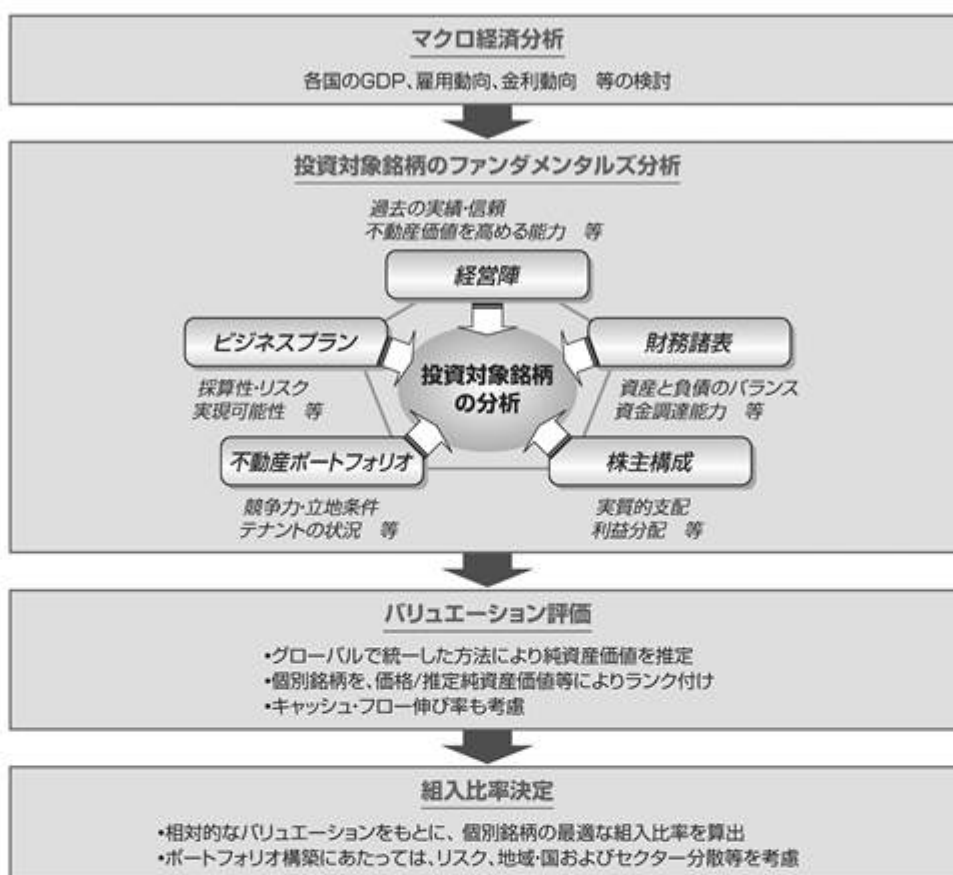 マクロ経済分析
各国のGDP、雇用動向、金利動向　等の検討
投資対象銘柄のファンダメンタルズ分析
過去の実績・信頼
不動産価値を高める能力　等
経営陣
ビジネスプラン
採算性・リスク
実現可能性　等
財務諸表
資産と負債のバランス
資金調達能力　等
投資対象銘柄
の分析
不動産ポートフォリオ
競争力・立地条件
テナントの状況　等
株主構成
実質的支配
利益分配　等
バリュエーション評価
•グローバルで統一した方法により純資産価値を推定
•個別銘柄を、価格/推定純資産価値等によりランク付け
•キャッシュ・フロー伸び率も考慮
組入比率決定
•相対的なバリュエーションをもとに、個別銘柄の最適な組入比率を算出
•ポートフォリオ構築にあたっては、リスク、地域・国およびセクター分散等を考慮